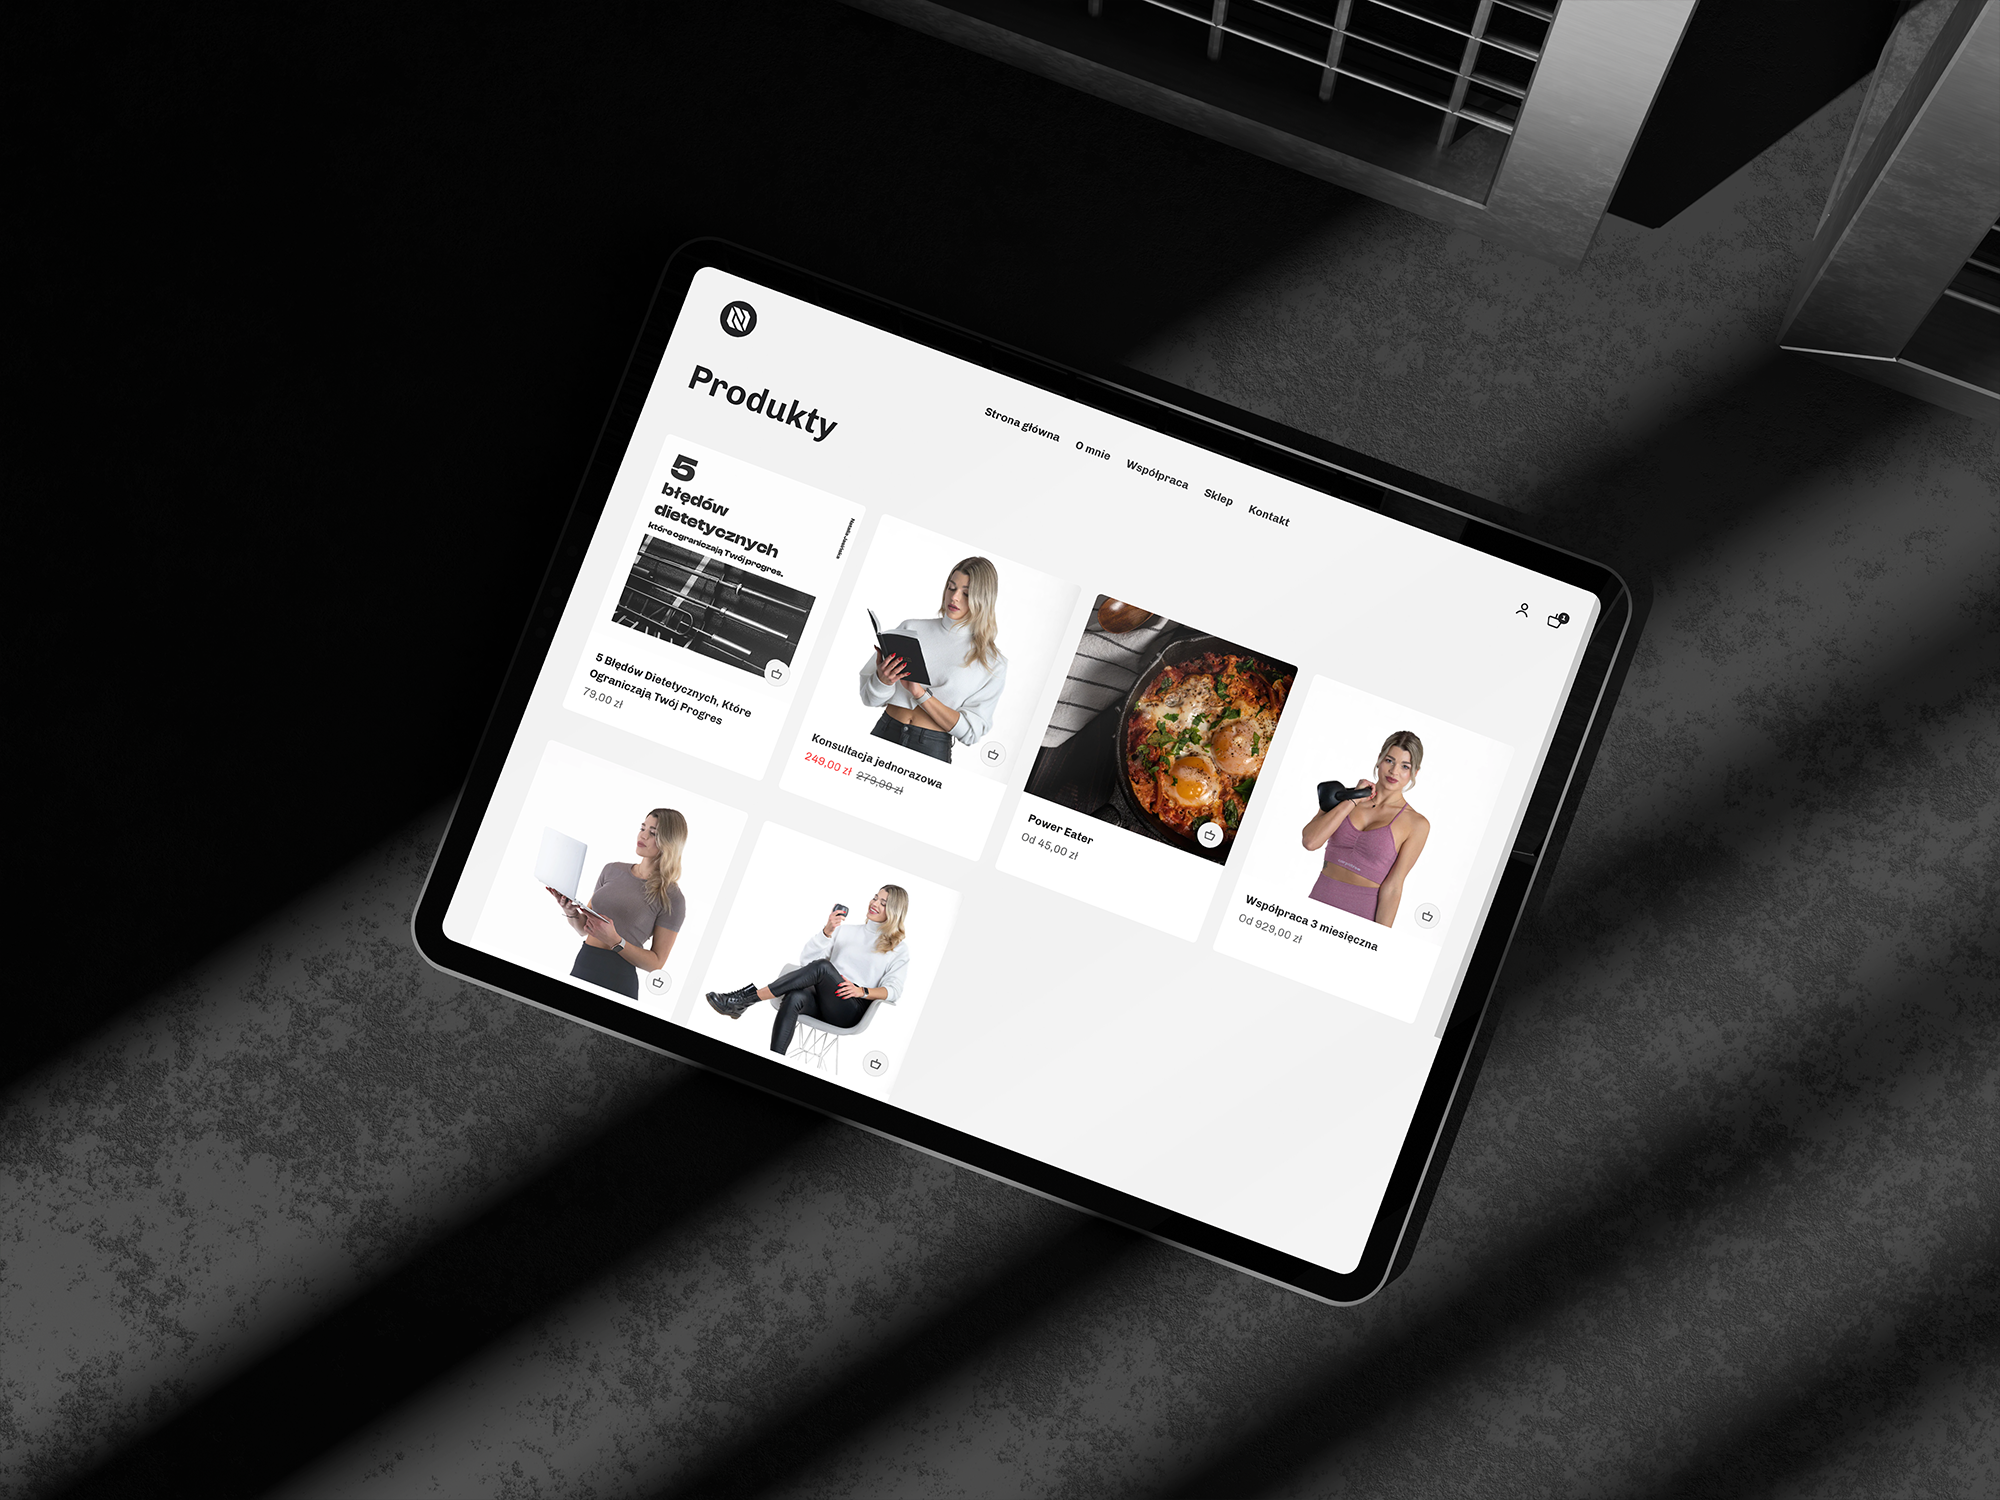 Produkty
Strona główna
O mnie
Współpraca
Sklep
Kontakt
1
5
błędów
dietetycznych
które ograniczają Twój progres.
5 Błędów Dietetycznych, Które
Ograniczają Twój Progres
79,00 zł
Konsultacja jednorazowa
249,00 zł 279,00 zł
Power Eater
Od 45,00 zł
Współpraca 3 miesięczna
Od 929,00 zł